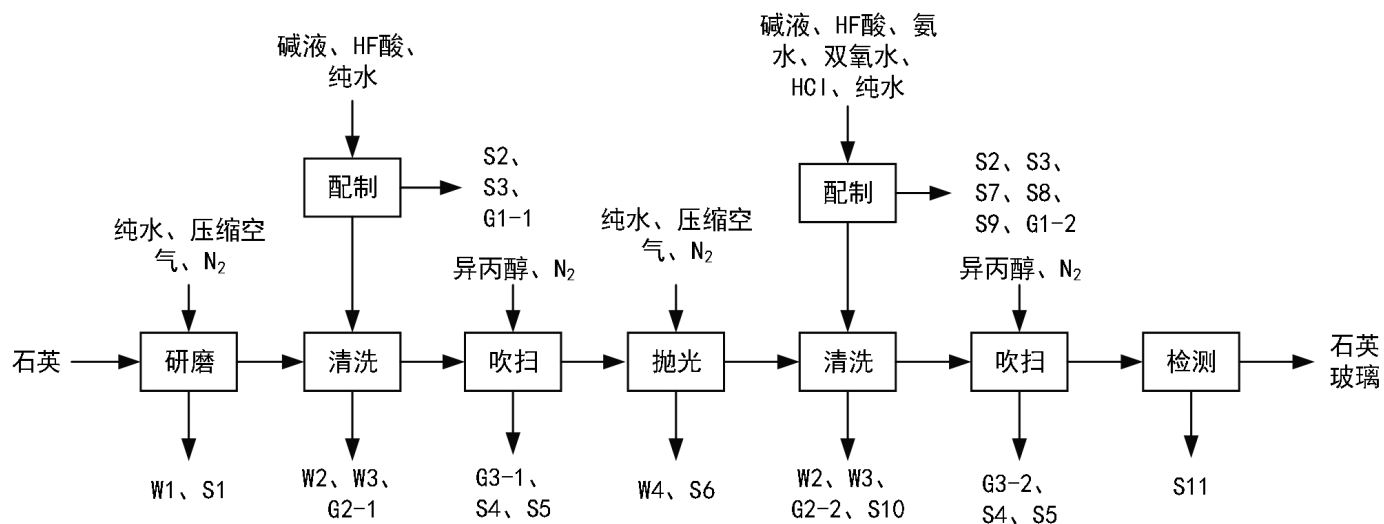 碱液、HF酸、
纯水
碱液、HF酸、氨
水、双氧水、
HCl、纯水
配制
S2、
S3、
G1-1
配制
S2、S3、
S7、S8、
S9、G1-2
纯水、压缩空
气、N₂
异丙醇、N₂
纯水、压缩空
气、N₂
异丙醇、N₂
石英
研磨
清洗
吹扫
抛光
清洗
吹扫
检测
石英
玻璃
W1、S1
W2、W3、
G2-1
G3-1、
S4、S5
W4、S6
W2、W3、
G2-2、S10
G3-2、
S4、S5
S11